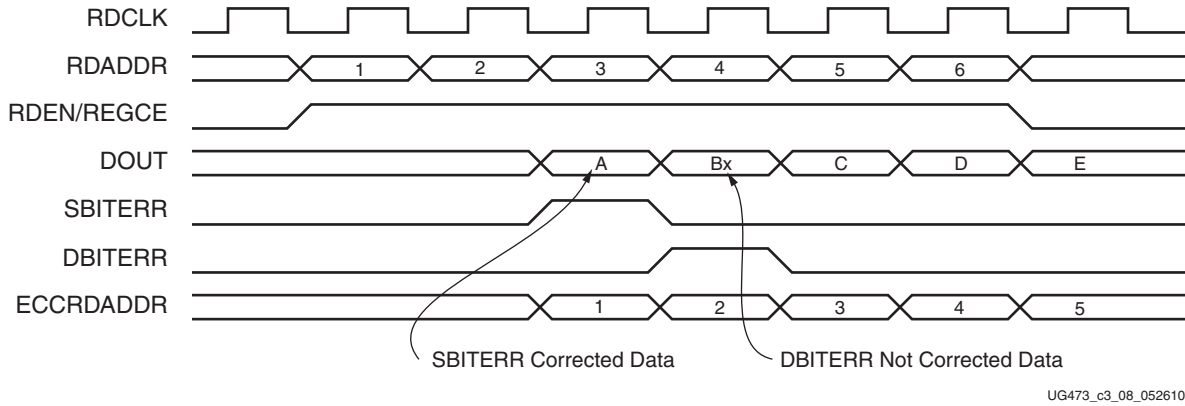 RDCLK
RDADDR 1 2 3 4 5 6
RDEN/REGCE
DOUT A Bx C D E
SBITERR
DBITERR
ECCRDADDR 1 2 3 4 5
SBITERR Corrected Data DBITERR Not Corrected Data
UG473_c3_08_052610